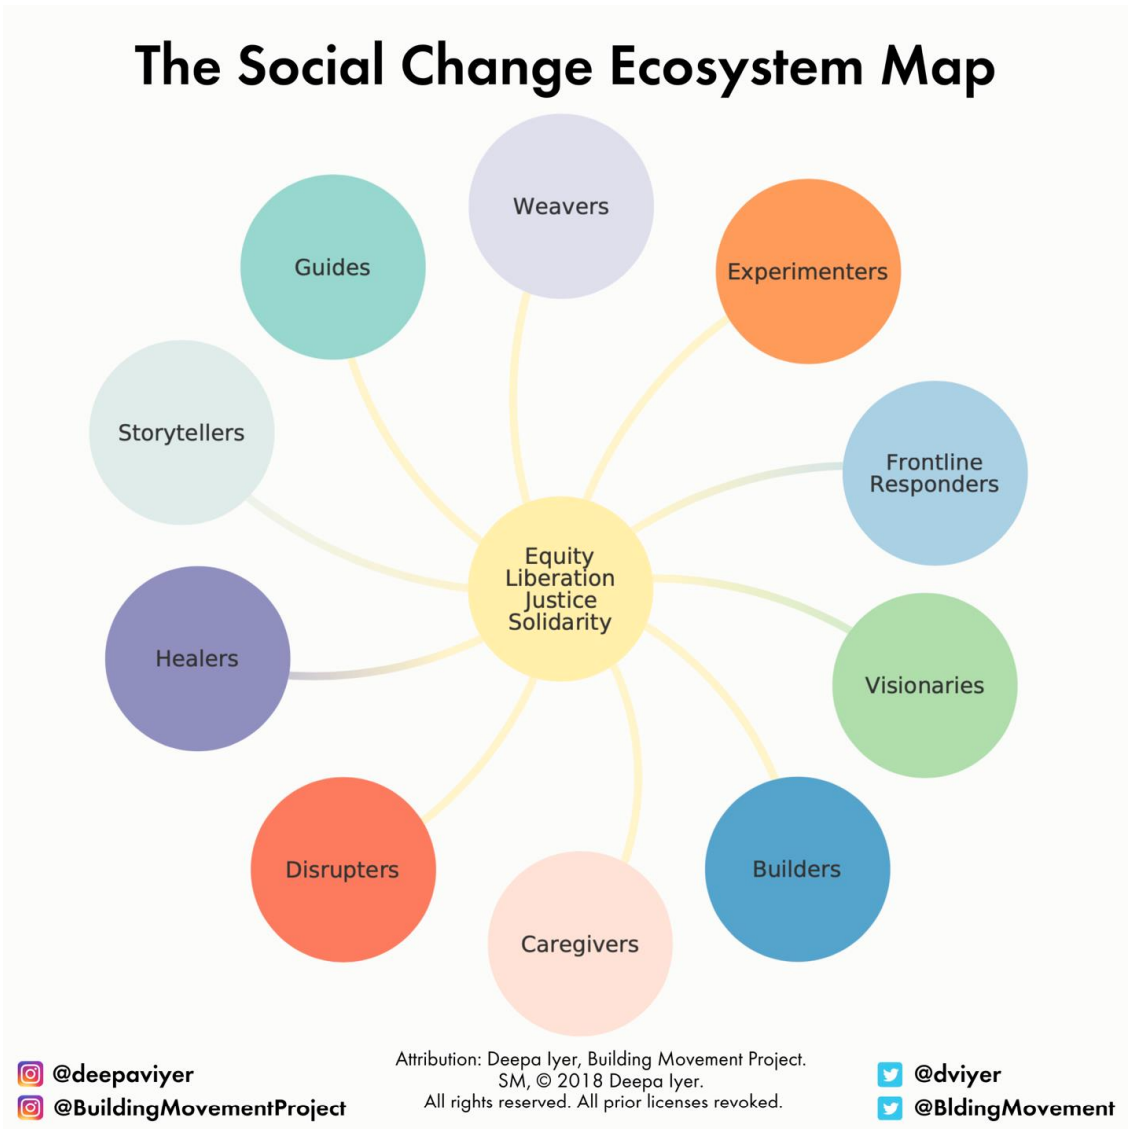 The Social Change Ecosystem Map
Weavers
Guides
Experimenters
Storytellers
Frontline
Responders
Equity
Liberation
Justice
Solidarity
Healers
Visionaries
Disrupters
Builders
Caregivers
@deepaviyer
@BuildingMovementProject
Attribution: Deepa Iyer, Building Movement Project.
SM, © 2018 Deepa Iyer.
All rights reserved. All prior licenses revoked.
@dviyer
@BldingMovement